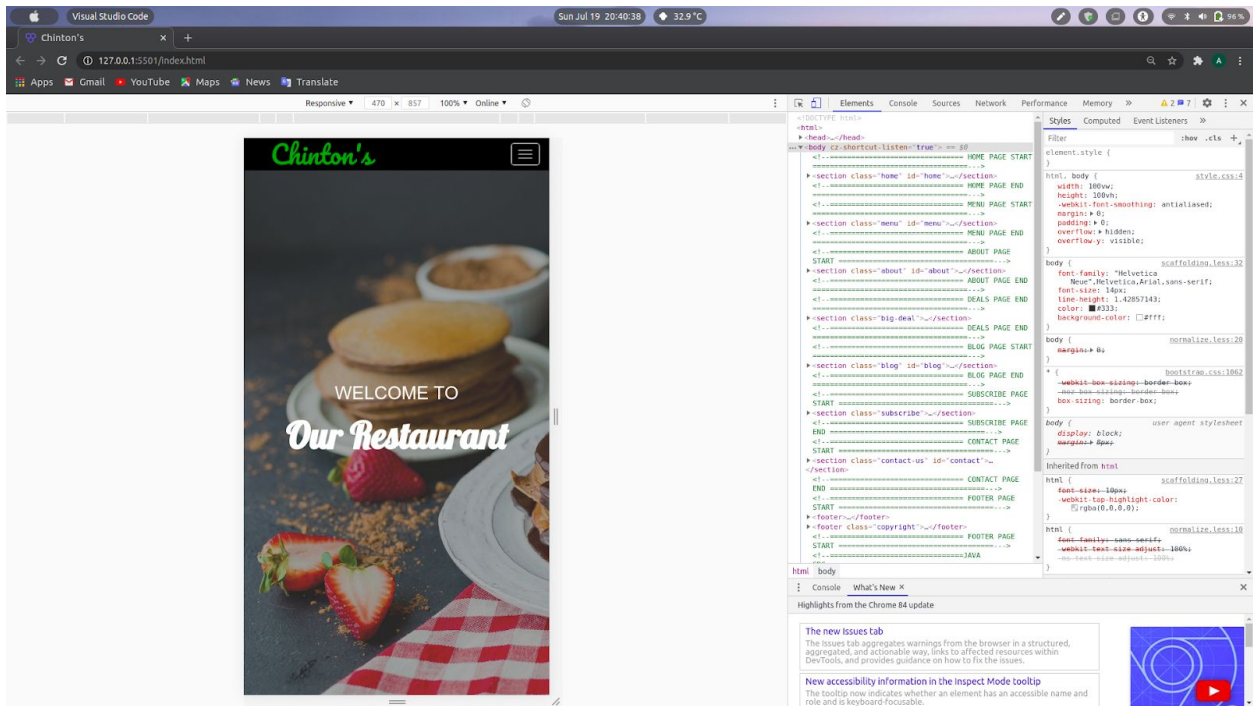 Visual Studio Code
Sun Jul 19 20:40:38
32.9 °C
96 %
Chinton's × +
127.0.0.1:5501/index.html
A
Apps Gmail YouTube Maps News Translate
Responsive ▼ 470 × 857 100% ▼ Online ▼
Chinton's
WELCOME TO
Our Restaurant
Elements Console Sources Network Performance Memory » 2 7
<!DOCTYPE html>
<html>
▶<head>…</head>
▼<body cz-shortcut-listen="true"> == $0
<!--================================ HOME PAGE START
=====================================--->
▶<section class="home" id="home">…</section>
<!--================================ HOME PAGE END
=====================================--->
<!--================================ MENU PAGE START
=====================================--->
▶<section class="menu" id="menu">…</section>
<!--================================ MENU PAGE END
=====================================--->
<!--================================ ABOUT PAGE
START =====================================--->
▶<section class="about" id="about">…</section>
<!--================================ ABOUT PAGE END
=====================================--->
<!--================================ DEALS PAGE END
=====================================--->
▶<section class="big-deal">…</section>
<!--================================ DEALS PAGE END
=====================================--->
<!--================================ BLOG PAGE START
=====================================--->
▶<section class="blog" id="blog">…</section>
<!--================================ BLOG PAGE END
=====================================--->
<!--================================ SUBSCRIBE PAGE
START =====================================--->
▶<section class="subscribe">…</section>
<!--================================ SUBSCRIBE PAGE
END =====================================--->
<!--================================ CONTACT PAGE
START =====================================--->
▶<section class="contact-us" id="contact">…
</section>
<!--================================ CONTACT PAGE
END =====================================--->
<!--================================ FOOTER PAGE
START =====================================--->
▶<footer>…</footer>
▶<footer class="copyright">…</footer>
<!--================================ FOOTER PAGE
START =====================================--->
<!--================================JAVA
html body
Styles Computed Event Listeners »
Filter :hov .cls +
element.style {
}
html, body { style.css:4
width: 100vw;
height: 100vh;
-webkit-font-smoothing: antialiased;
margin:▶ 0;
padding:▶ 0;
overflow:▶ hidden;
overflow-y: visible;
}
body { scaffolding.less:32
font-family: "Helvetica
Neue",Helvetica,Arial,sans-serif;
font-size: 14px;
line-height: 1.42857143;
color: #333;
background-color: #fff;
}
body { normalize.less:20
margin:▶ 0;
}
* { bootstrap.css:1062
-webkit-box-sizing: border-box;
-moz-box-sizing: border-box;
box-sizing: border-box;
}
body { user agent stylesheet
display: block;
margin:▶ 8px;
}
Inherited from html
html { scaffolding.less:27
font-size: 10px;
-webkit-tap-highlight-color:
rgba(0,0,0,0);
}
html { normalize.less:10
font-family: sans-serif;
-webkit-text-size-adjust: 100%;
-ms-text-size-adjust: 100%;
}
Console What's New ×
Highlights from the Chrome 84 update
The new Issues tab
The Issues tab aggregates warnings from the browser in a structured,
aggregated, and actionable way, links to affected resources within
DevTools, and provides guidance on how to fix the issues.
New accessibility information in the Inspect Mode tooltip
The tooltip now indicates whether an element has an accessible name and
role and is keyboard-focusable.